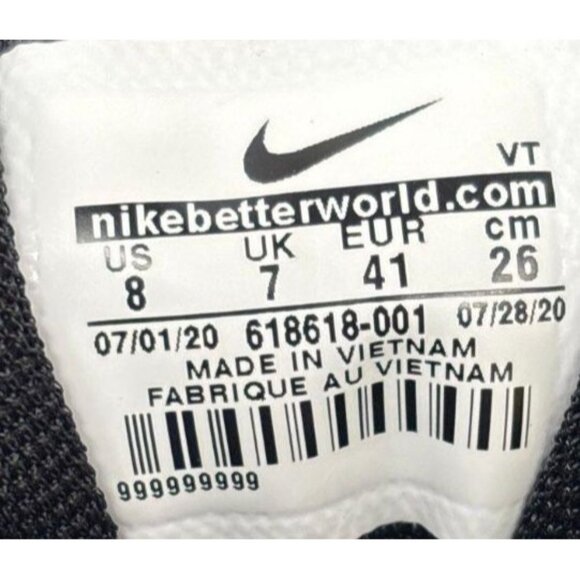 VT
nikebetterworld.com
US UK EUR cm
8 7 41 26
07/01/20 618618-001 07/28/20
MADE IN VIETNAM
FABRIQUE AU VIETNAM
999999999